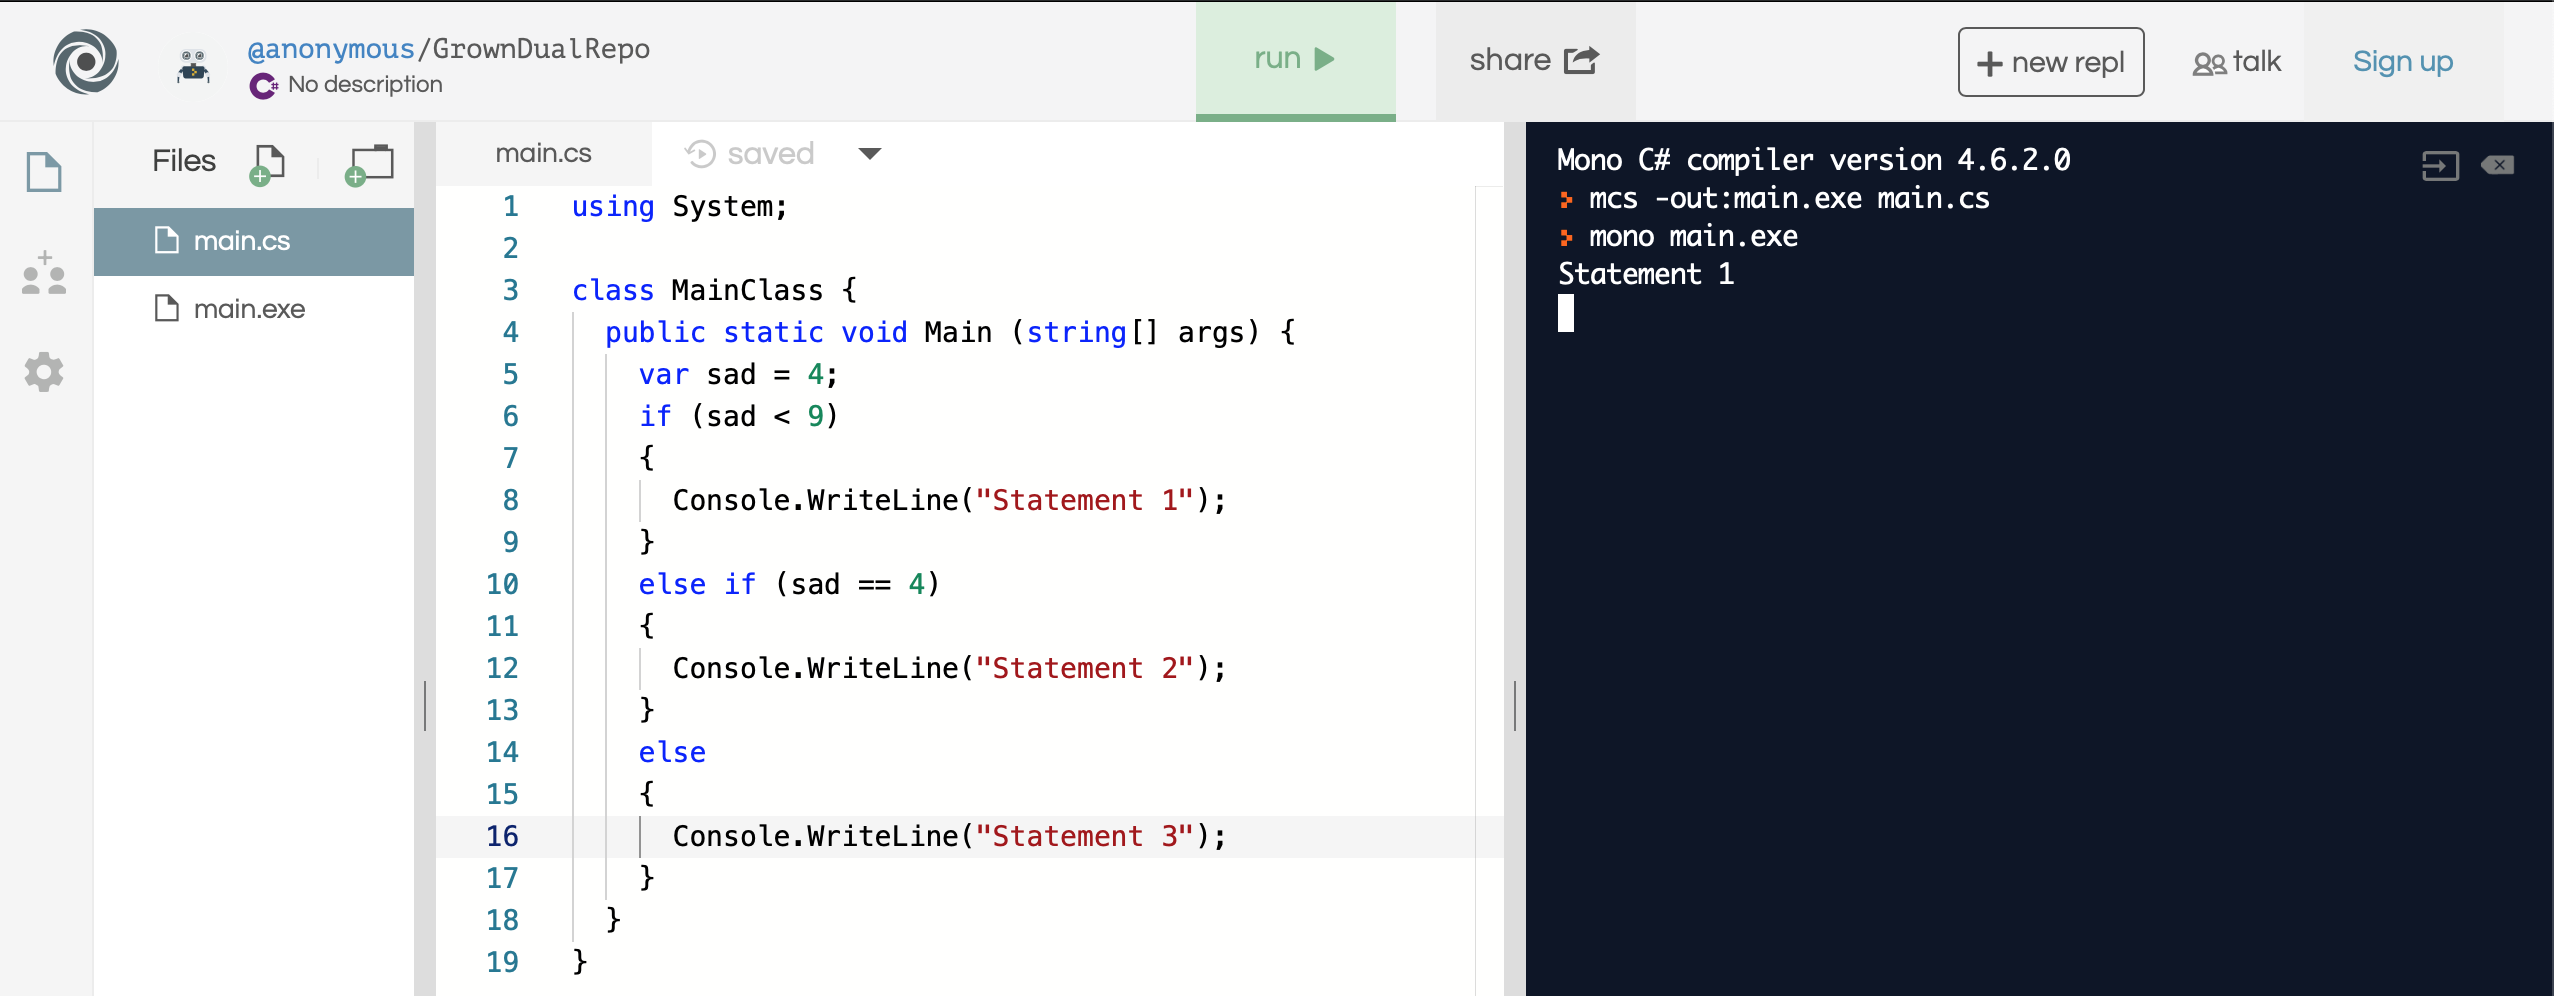 @anonymous/GrownDualRepo
C# No description
run
share
+ new repl
talk
Sign up
Files
main.cs
main.exe
main.cs
saved
1 using System;
2
3 class MainClass {
4 public static void Main (string[] args) {
5 var sad = 4;
6 if (sad < 9)
7 {
8 Console.WriteLine("Statement 1");
9 }
10 else if (sad == 4)
11 {
12 Console.WriteLine("Statement 2");
13 }
14 else
15 {
16 Console.WriteLine("Statement 3");
17 }
18 }
19 }
Mono C# compiler version 4.6.2.0
mcs -out:main.exe main.cs
mono main.exe
Statement 1